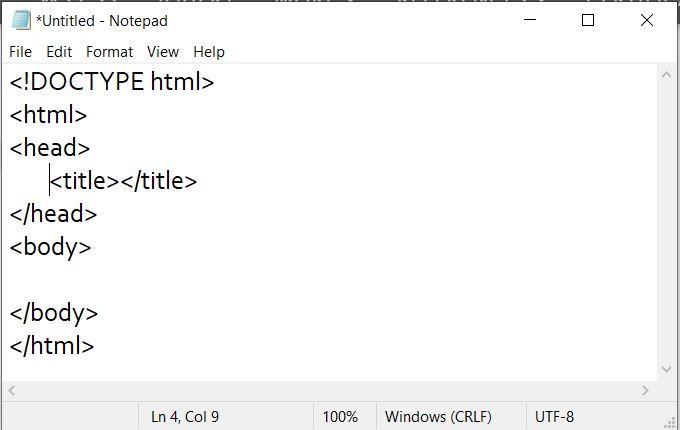 *Untitled - Notepad
File Edit Format View Help
<!DOCTYPE html>
<html>
<head>
<title></title>
</head>
<body>
</body>
</html>
Ln 4, Col 9 100% Windows (CRLF) UTF-8